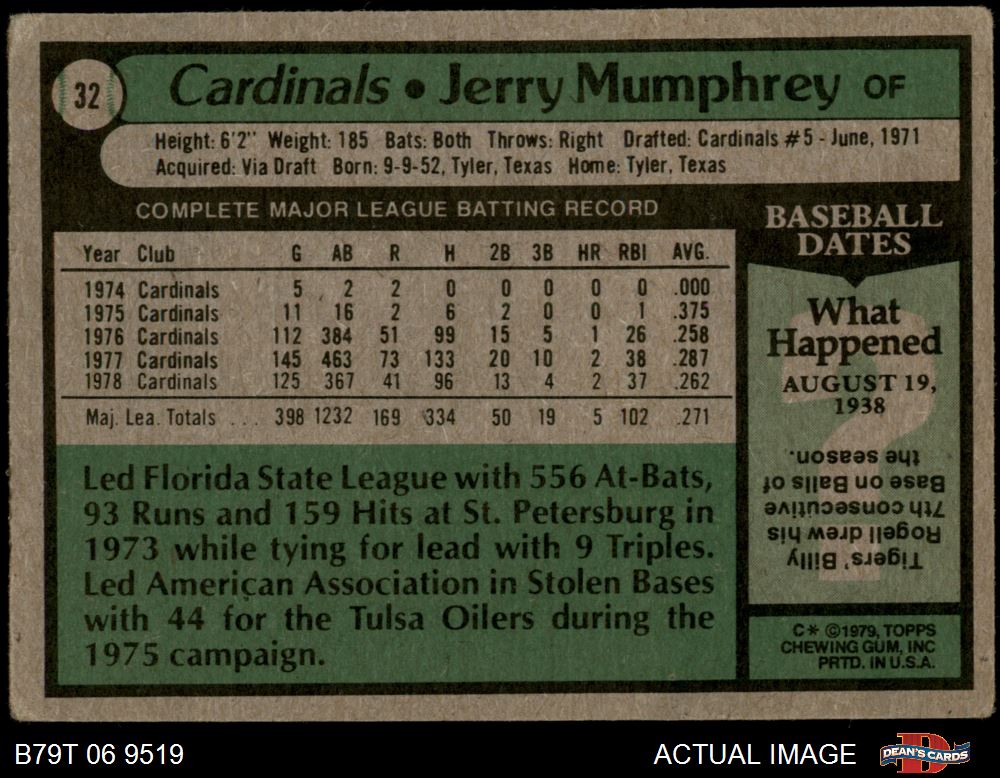 32
Cardinals • Jerry Mumphrey OF
Height: 6'2" Weight: 185 Bats: Both Throws: Right Drafted: Cardinals #5 - June, 1971
Acquired: Via Draft Born: 9-9-52, Tyler, Texas Home: Tyler, Texas
COMPLETE MAJOR LEAGUE BATTING RECORD
Year Club G AB R H 2B 3B HR RBI AVG.
1974 Cardinals 5 2 2 0 0 0 0 0 .000
1975 Cardinals 11 16 2 6 2 0 0 1 .375
1976 Cardinals 112 384 51 99 15 5 1 26 .258
1977 Cardinals 145 463 73 133 20 10 2 38 .287
1978 Cardinals 125 367 41 96 13 4 2 37 .262
Maj. Lea. Totals ... 398 1232 169 334 50 19 5 102 .271
Led Florida State League with 556 At-Bats,
93 Runs and 159 Hits at St. Petersburg in
1973 while tying for lead with 9 Triples.
Led American Association in Stolen Bases
with 44 for the Tulsa Oilers during the
1975 campaign.
BASEBALL
DATES
What
Happened
AUGUST 19,
1938
?
Tigers' Billy
Rogell drew his
7th consecutive
Base on Balls of
the season.
C* ©1979, TOPPS
CHEWING GUM, INC
PRTD. IN U.S.A.
B79T 06 9519
ACTUAL IMAGE
D
DEAN'S CARDS